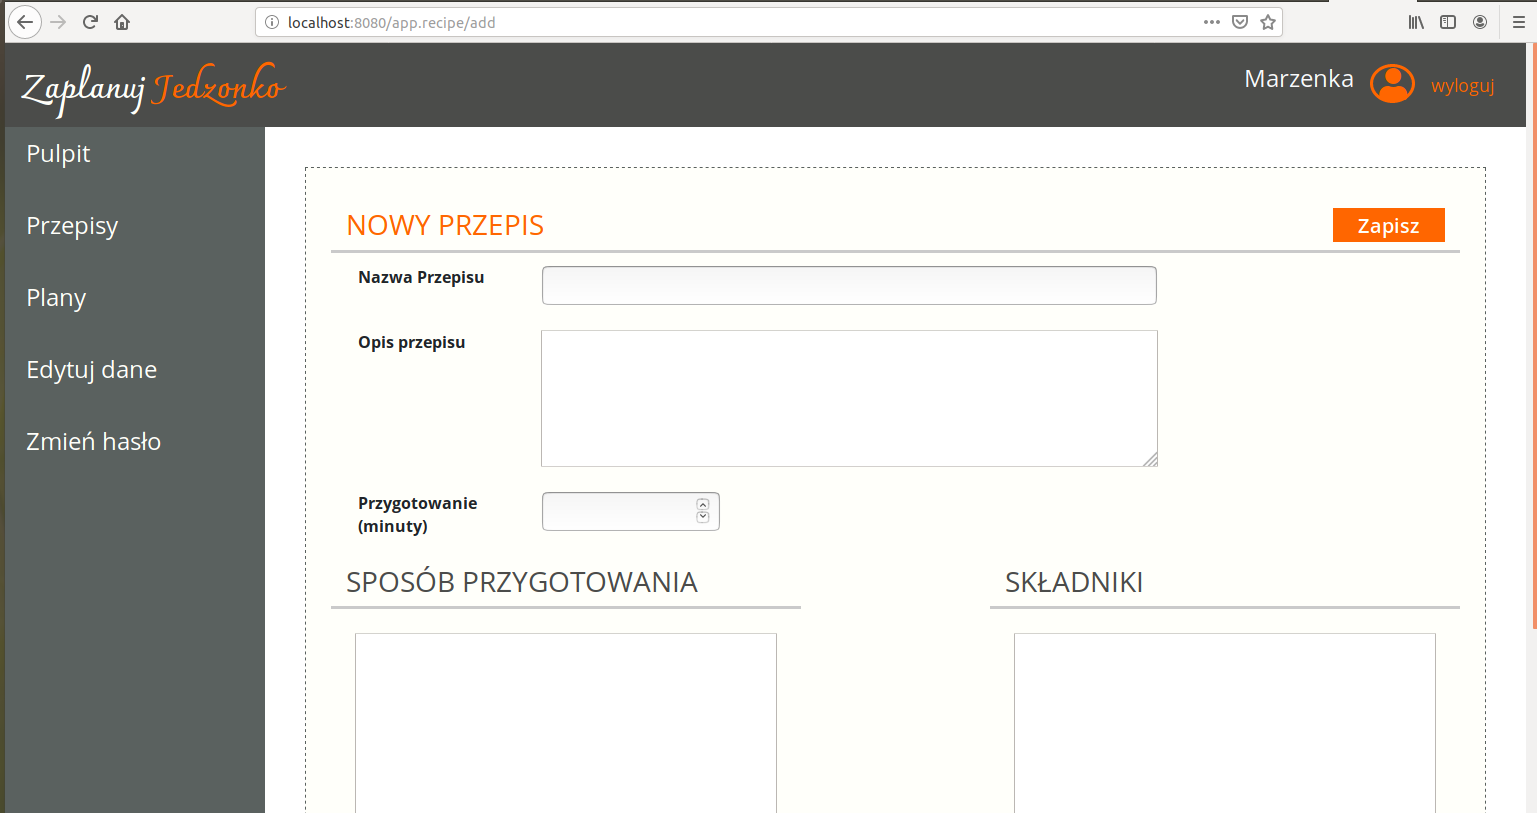 localhost:8080/app.recipe/add
Zaplanuj Jedzonko
Marzenka
wyloguj
Pulpit
Przepisy
Plany
Edytuj dane
Zmień hasło
NOWY PRZEPIS
Zapisz
Nazwa Przepisu
Opis przepisu
Przygotowanie
(minuty)
SPOSÓB PRZYGOTOWANIA
SKŁADNIKI